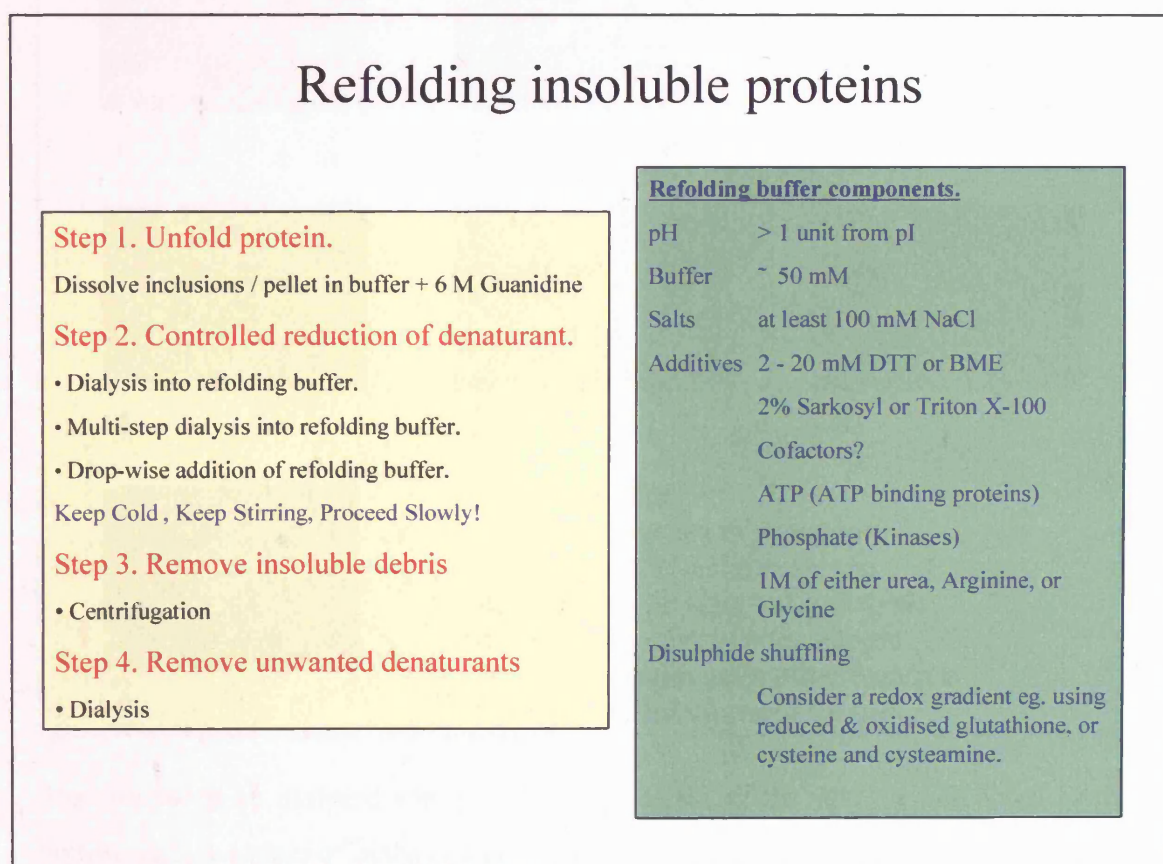 Refolding insoluble proteins
Step 1. Unfold protein.
Dissolve inclusions / pellet in buffer + 6 M Guanidine
Step 2. Controlled reduction of denaturant.
• Dialysis into refolding buffer.
• Multi-step dialysis into refolding buffer.
• Drop-wise addition of refolding buffer.
Keep Cold , Keep Stirring, Proceed Slowly!
Step 3. Remove insoluble debris
• Centrifugation
Step 4. Remove unwanted denaturants
• Dialysis
Refolding buffer components.
pH > 1 unit from pI
Buffer ~ 50 mM
Salts at least 100 mM NaCl
Additives 2 - 20 mM DTT or BME
2% Sarkosyl or Triton X-100
Cofactors?
ATP (ATP binding proteins)
Phosphate (Kinases)
1M of either urea, Arginine, or
Glycine
Disulphide shuffling
Consider a redox gradient eg. using
reduced & oxidised glutathione, or
cysteine and cysteamine.